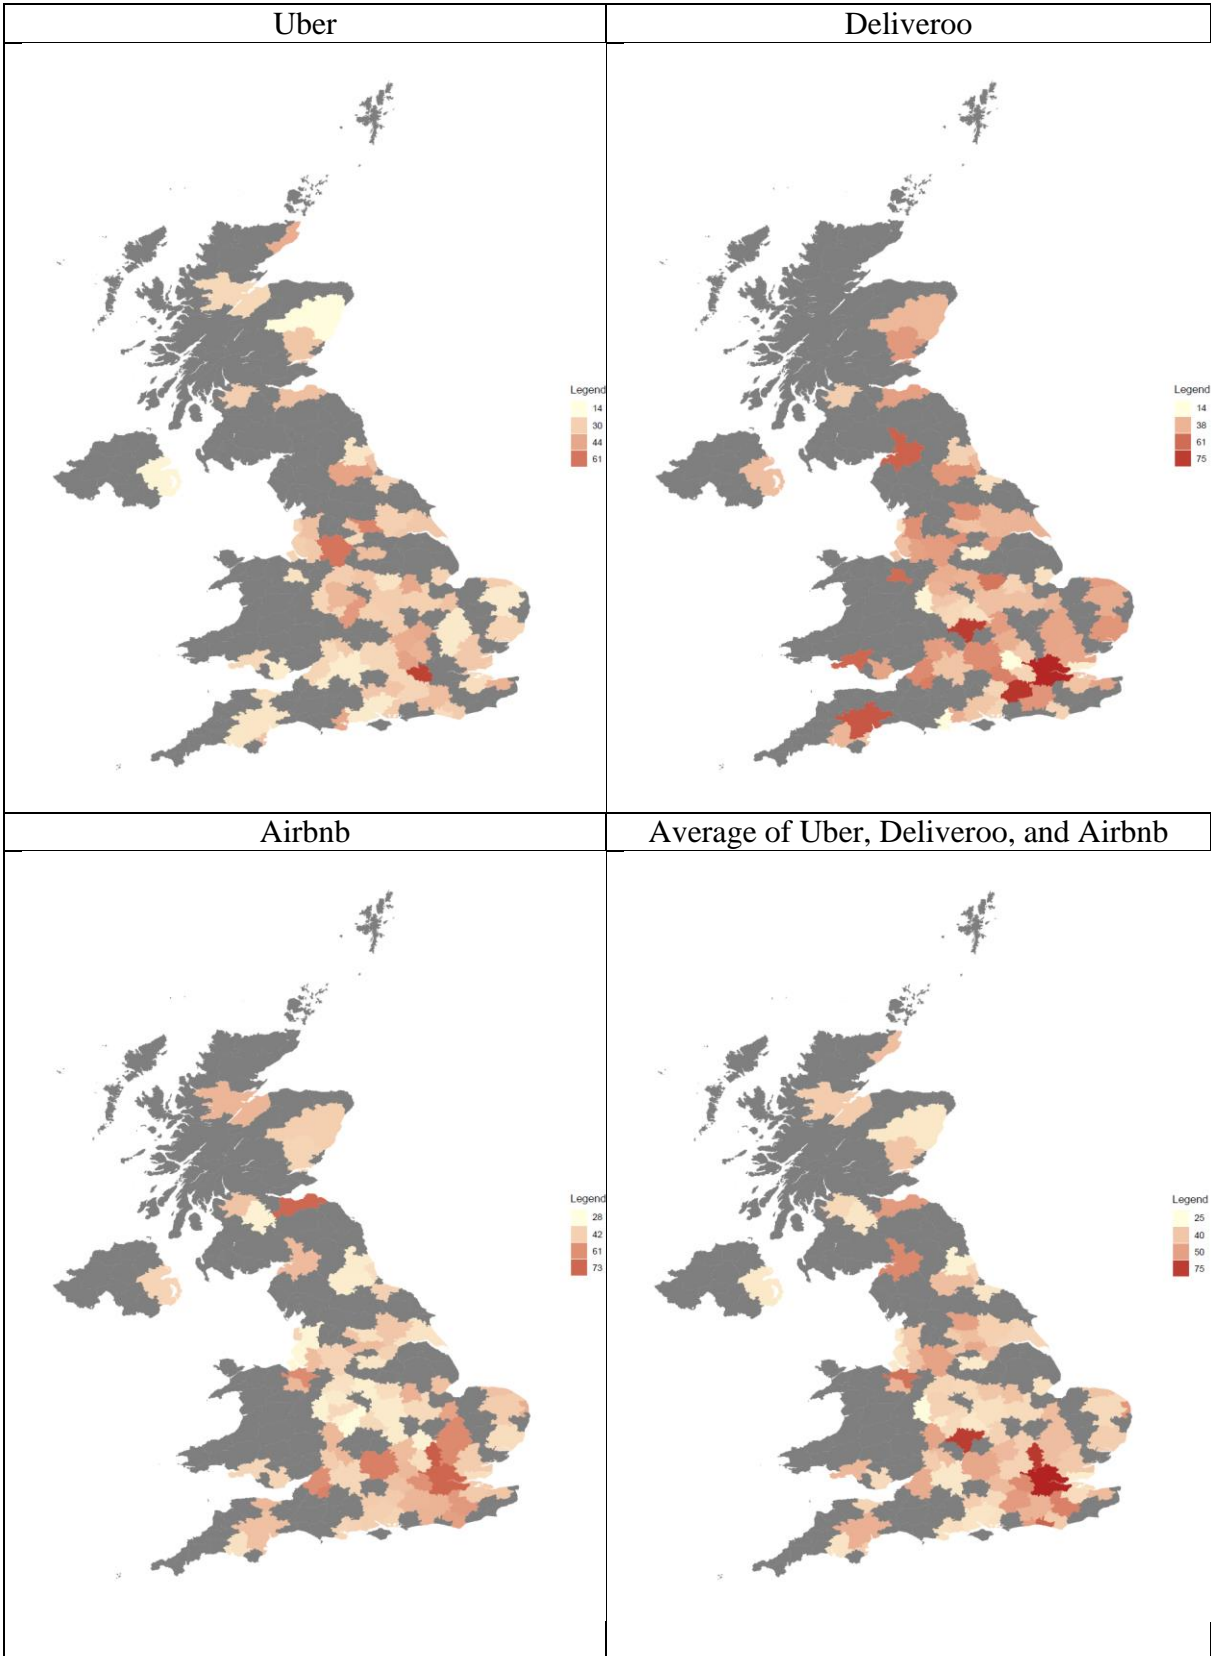 Uber
Deliveroo
Legend
14
30
44
61
Legend
14
38
61
75
Airbnb
Average of Uber, Deliveroo, and Airbnb
Legend
28
42
61
73
Legend
25
40
50
75